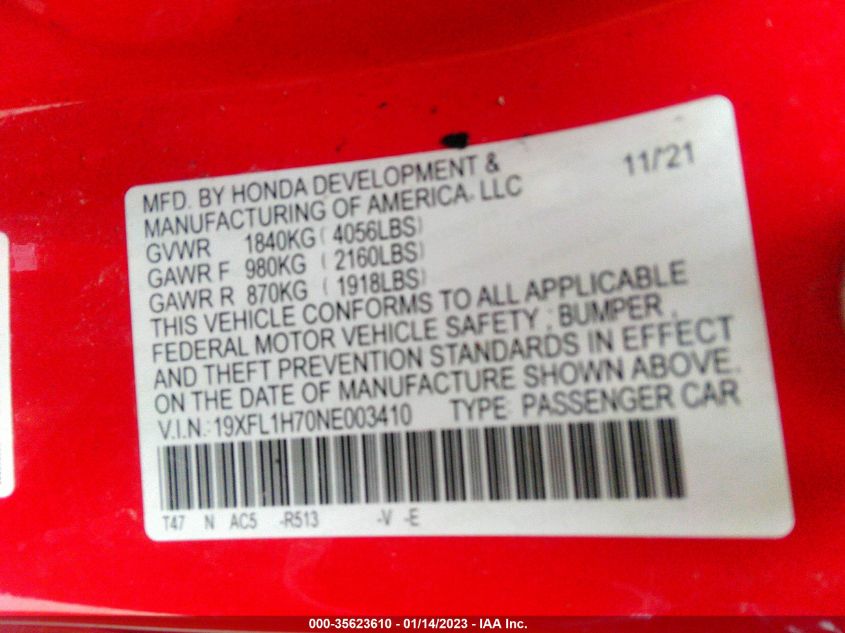 MFD. BY HONDA DEVELOPMENT & 11/'21
MANUFACTURING OF AMERICA, LLC
GVWR 1840KG ( 4056LBS)
GAWR F 980KG ( 2160LBS)
GAWR R 870KG ( 1918LBS)
THIS VEHICLE CONFORMS TO ALL APPLICABLE
FEDERAL MOTOR VEHICLE SAFETY , BUMPER ,
AND THEFT PREVENTION STANDARDS IN EFFECT
ON THE DATE OF MANUFACTURE SHOWN ABOVE.
V.I.N.:19XFL1H70NE003410 TYPE: PASSENGER CAR
T47 N AC5 -R513 -V -E
000-35623610 - 01/14/2023 - IAA Inc.